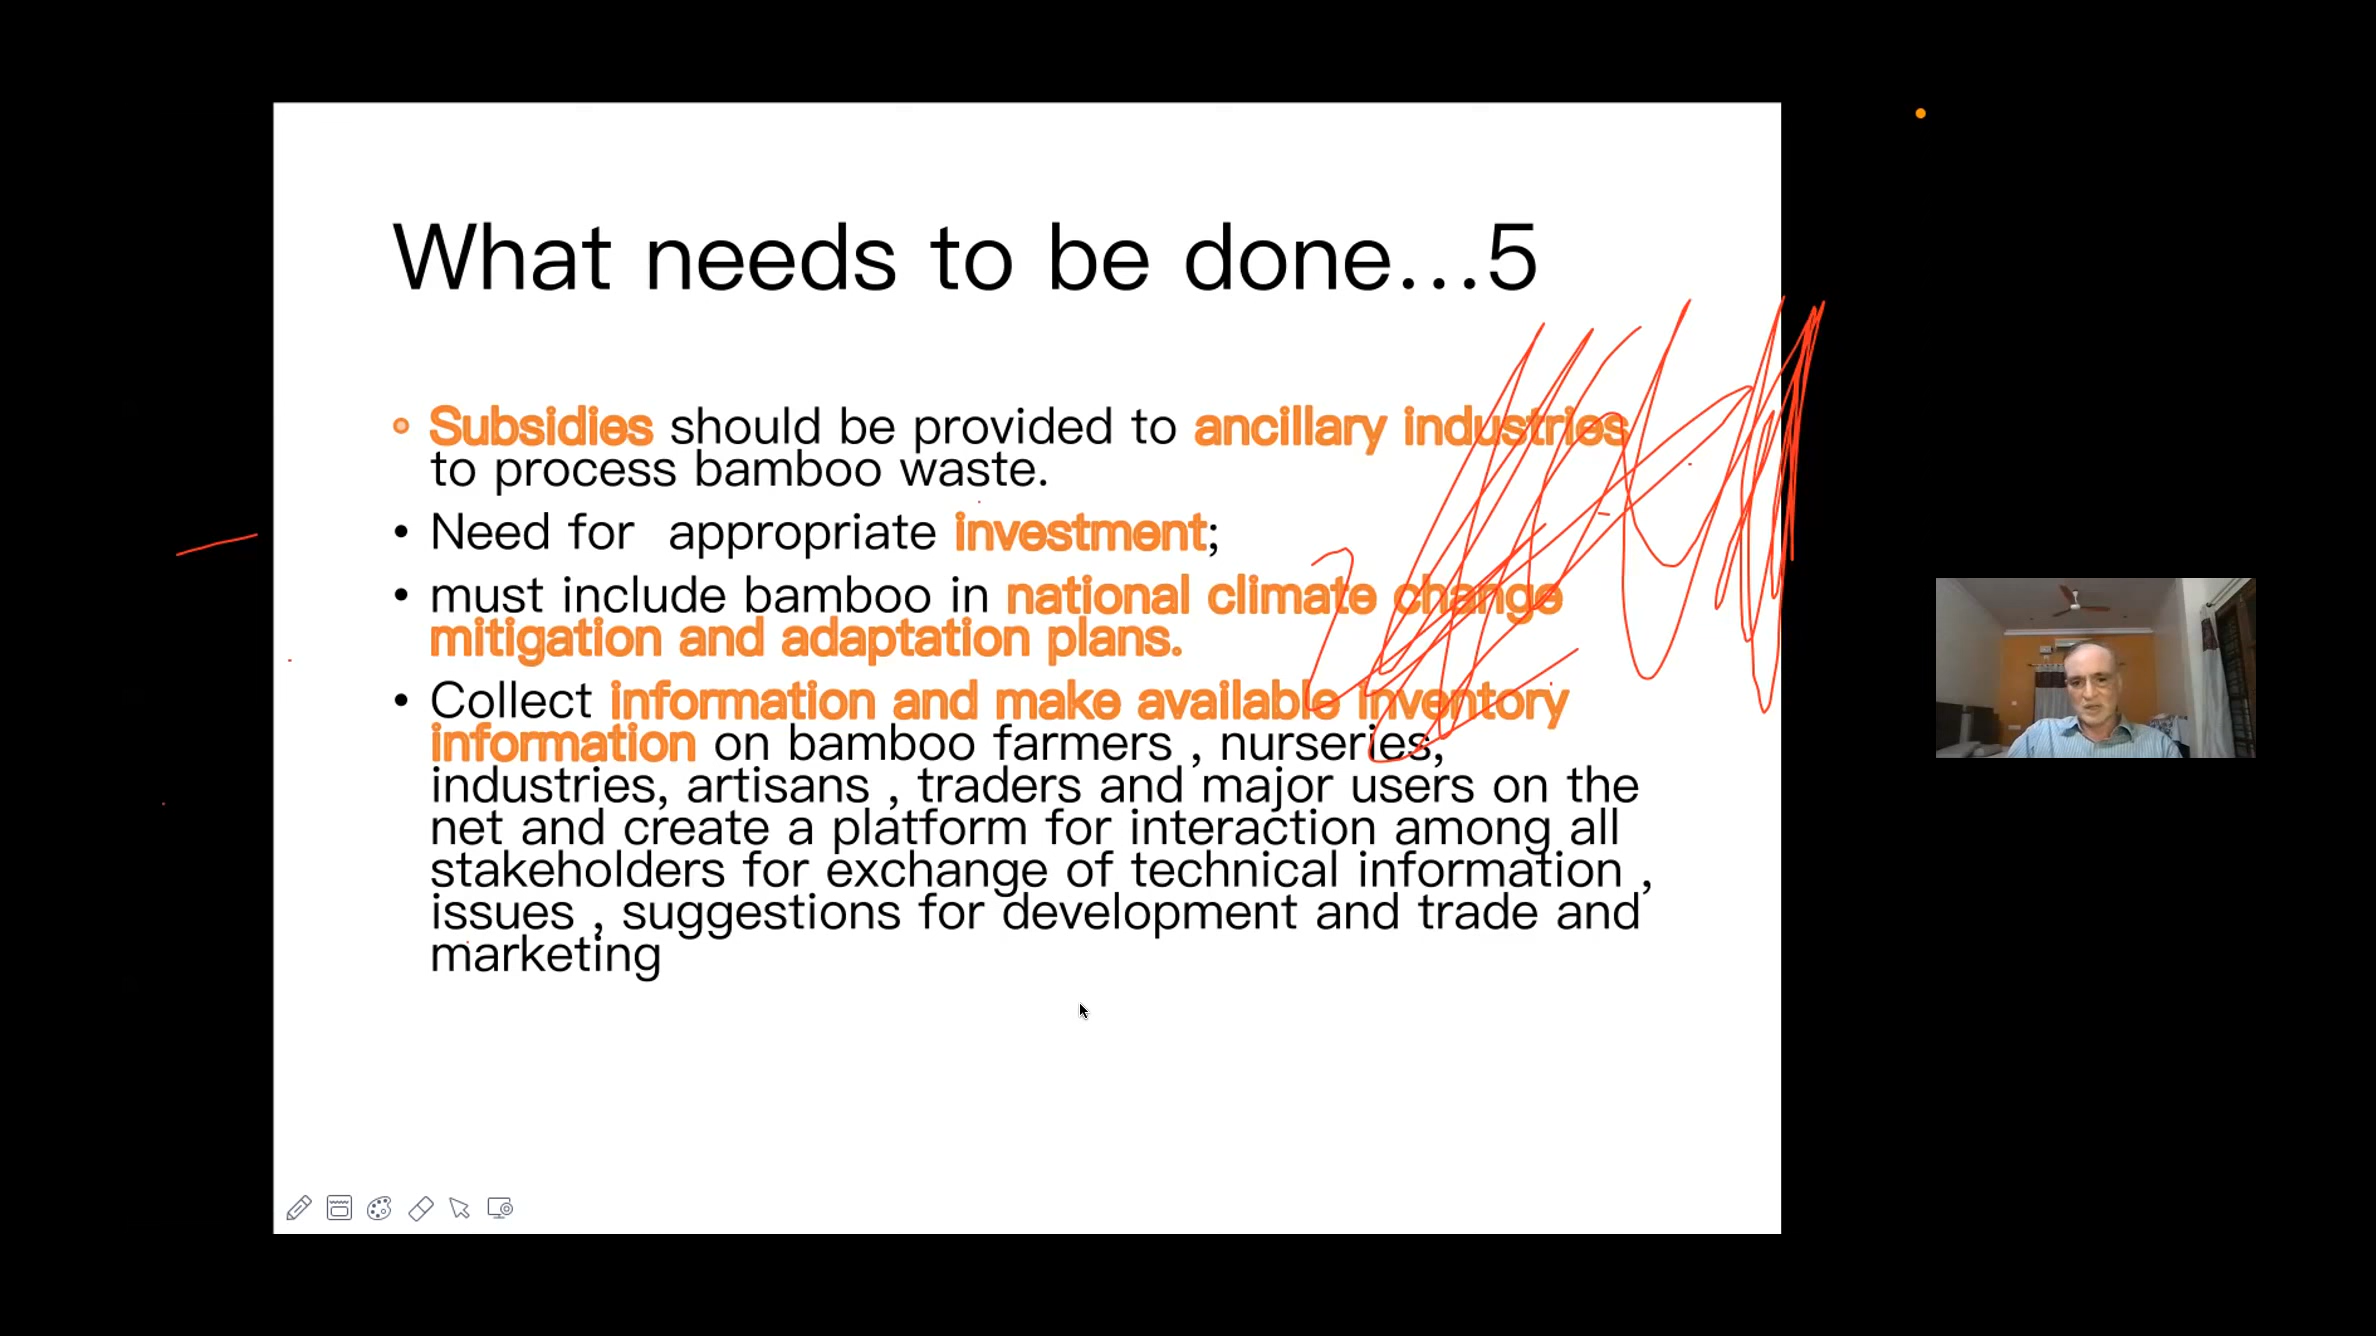 What needs to be done...5
• Subsidies should be provided to ancillary industries
to process bamboo waste.
• Need for  appropriate investment;
• must include bamboo in national climate change
mitigation and adaptation plans.
• Collect information and make available inventory
information on bamboo farmers , nurseries,
industries, artisans , traders and major users on the
net and create a platform for interaction among all
stakeholders for exchange of technical information ,
issues , suggestions for development and trade and
marketing